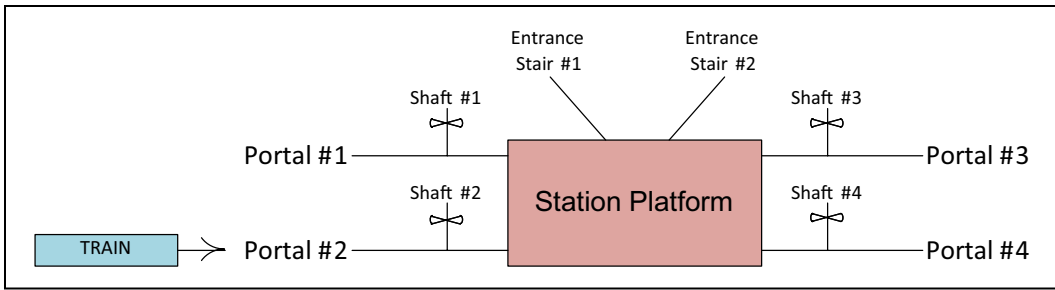 Entrance
Stair #1
Entrance
Stair #2
Shaft #1
Shaft #3
Portal #1
Portal #3
Shaft #2
Station Platform
Shaft #4
TRAIN
Portal #2
Portal #4